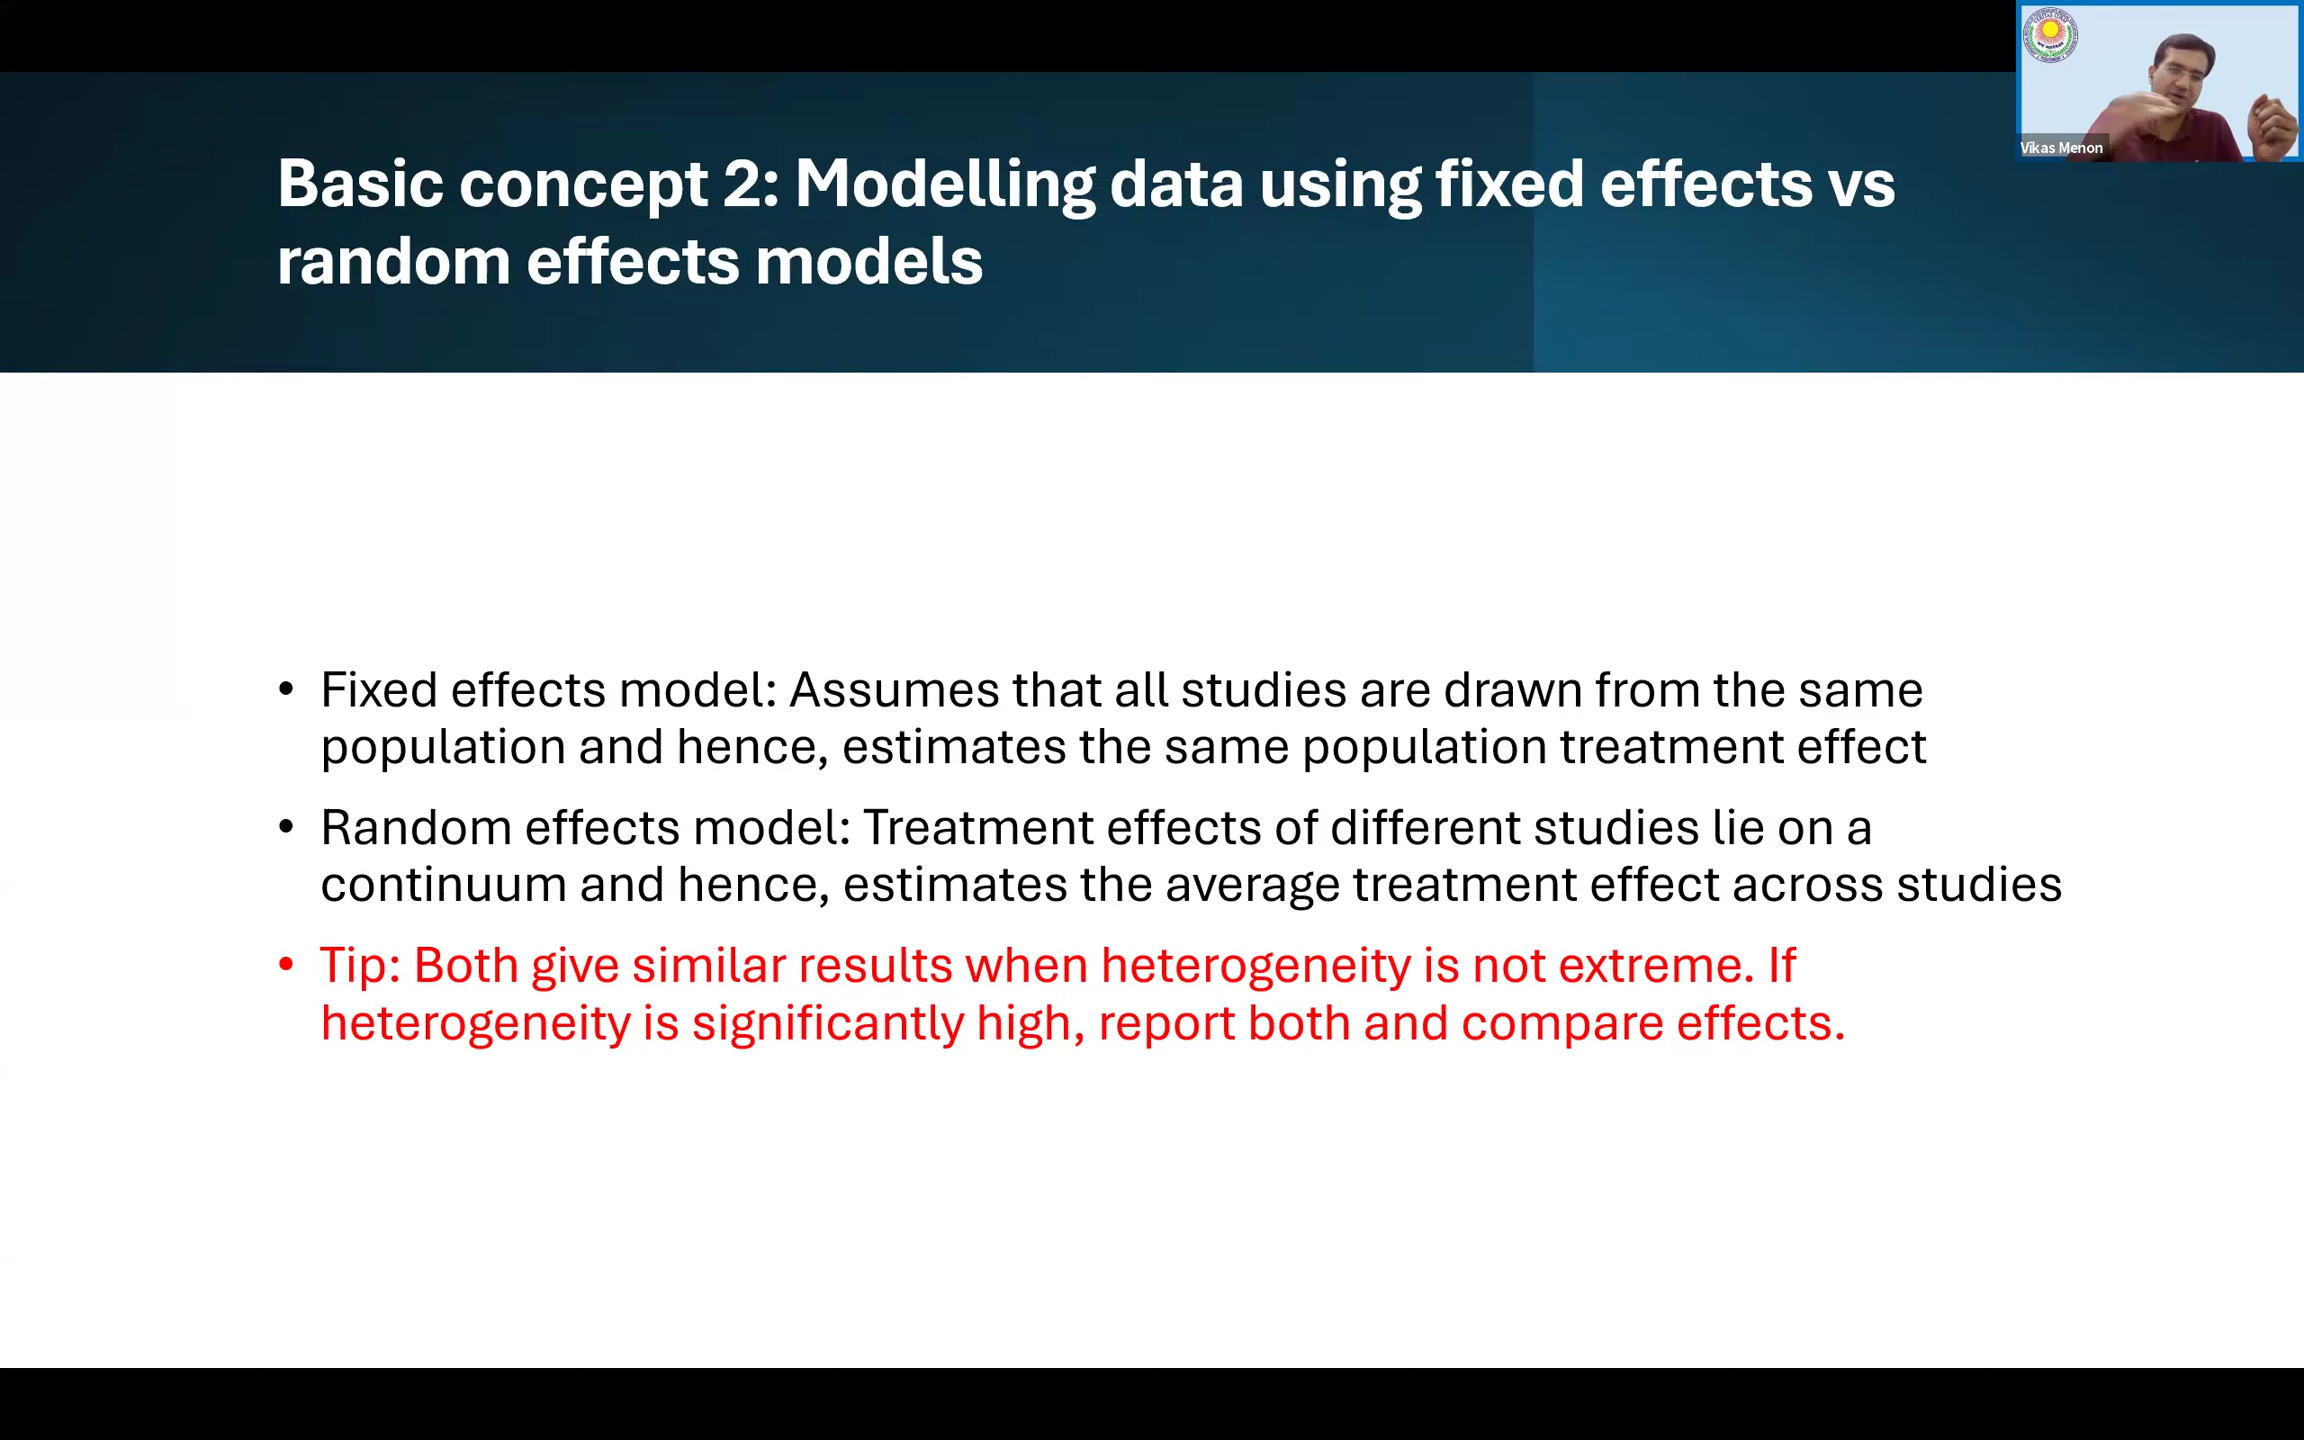 Basic concept 2: Modelling data using fixed effects vs
random effects models
Vikas Menon
• Fixed effects model: Assumes that all studies are drawn from the same
population and hence, estimates the same population treatment effect
• Random effects model: Treatment effects of different studies lie on a
continuum and hence, estimates the average treatment effect across studies
• Tip: Both give similar results when heterogeneity is not extreme. If
heterogeneity is significantly high, report both and compare effects.